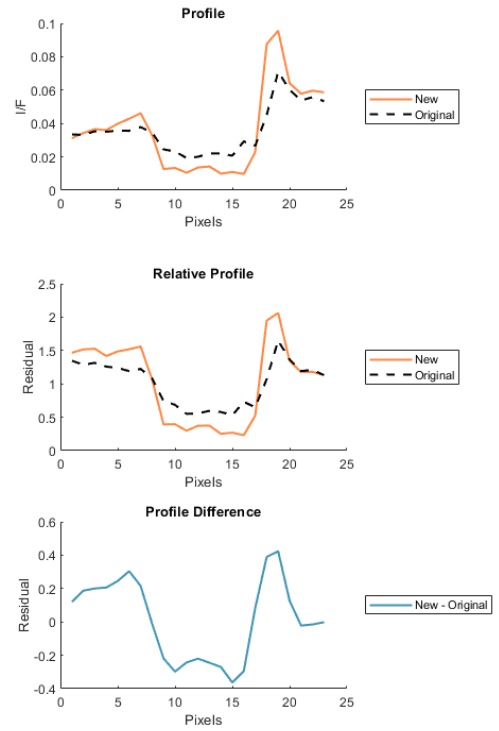 Profile
0.1
0.08
0.06
0.04
0.02
0
I/F
0 5 10 15 20 25
Pixels
New
Original
Relative Profile
2.5
2
1.5
1
0.5
0
Residual
0 5 10 15 20 25
Pixels
New
Original
Profile Difference
0.6
0.4
0.2
0
-0.2
-0.4
Residual
0 5 10 15 20 25
Pixels
New - Original